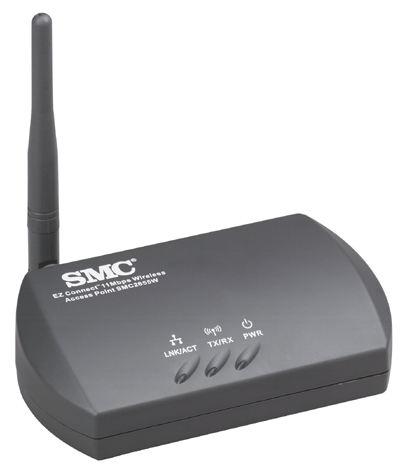 SMC®
EZ Connect™ 11Mbps Wireless
Access Point SMC2655W
LNK/ACT TX/RX PWR